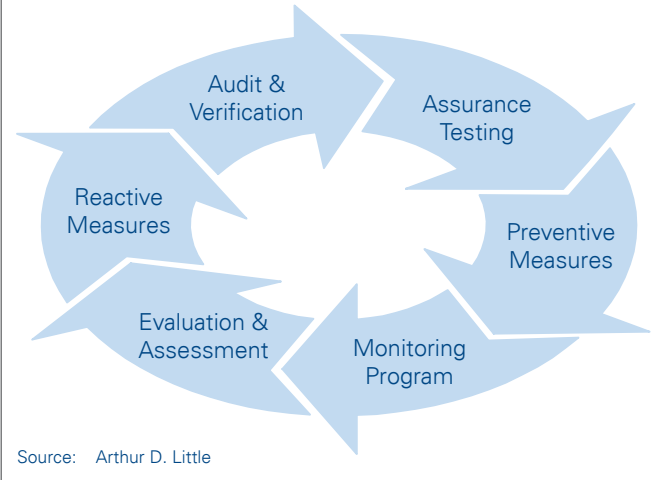 Audit &
Verification
Assurance
Testing
Preventive
Measures
Monitoring
Program
Evaluation &
Assessment
Reactive
Measures
Source: Arthur D. Little